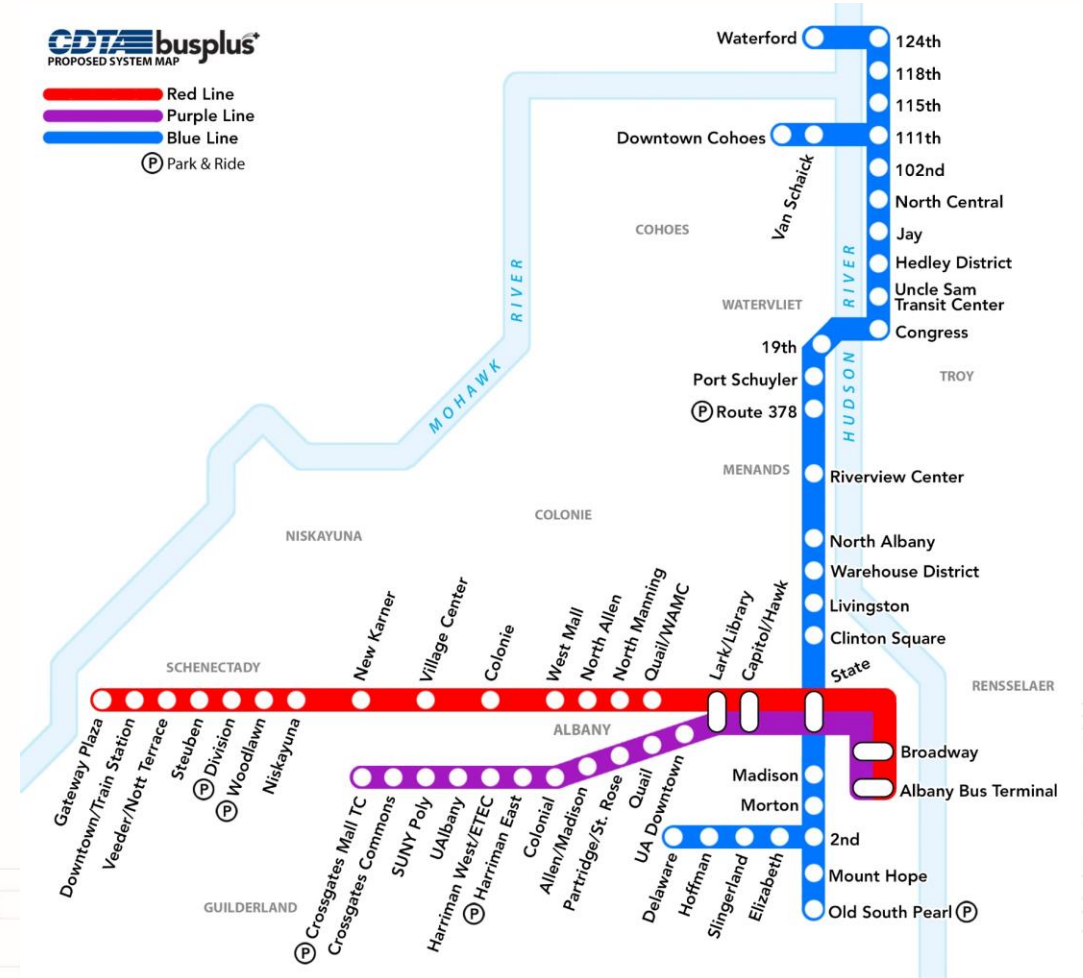 CDTA busplus+
PROPOSED SYSTEM MAP
Red Line
Purple Line
Blue Line
P Park & Ride
Waterford
124th
118th
115th
Downtown Cohoes
111th
Van Schaick
102nd
North Central
COHOES
Jay
Hedley District
RIVER
RIVER
WATERVLIET
Uncle Sam
Transit Center
Congress
19th
Port Schuyler
TROY
MOHAWK
HUDSON
P Route 378
MENANDS
Riverview Center
COLONIE
NISKAYUNA
North Albany
Warehouse District
Livingston
Clinton Square
State
New Karner
Village Center
Colonie
West Mall
North Allen
North Manning
Quail/WAMC
Lark/Library
Capitol/Hawk
SCHENECTADY
RENSSELAER
Gateway Plaza
Downtown/Train Station
Veeder/Nott Terrace
Steuben
P Division
P Woodlawn
Niskayuna
ALBANY
Broadway
Albany Bus Terminal
P Crossgates Mall TC
Crossgates Commons
SUNY Poly
UAlbany
Harriman West/ETEC
P Harriman East
Colonial
Allen/Madison
Partridge/St. Rose
Quail
UA Downtown
Madison
Morton
2nd
Delaware
Hoffman
Slingerland
Elizabeth
Mount Hope
GUILDERLAND
Old South Pearl P